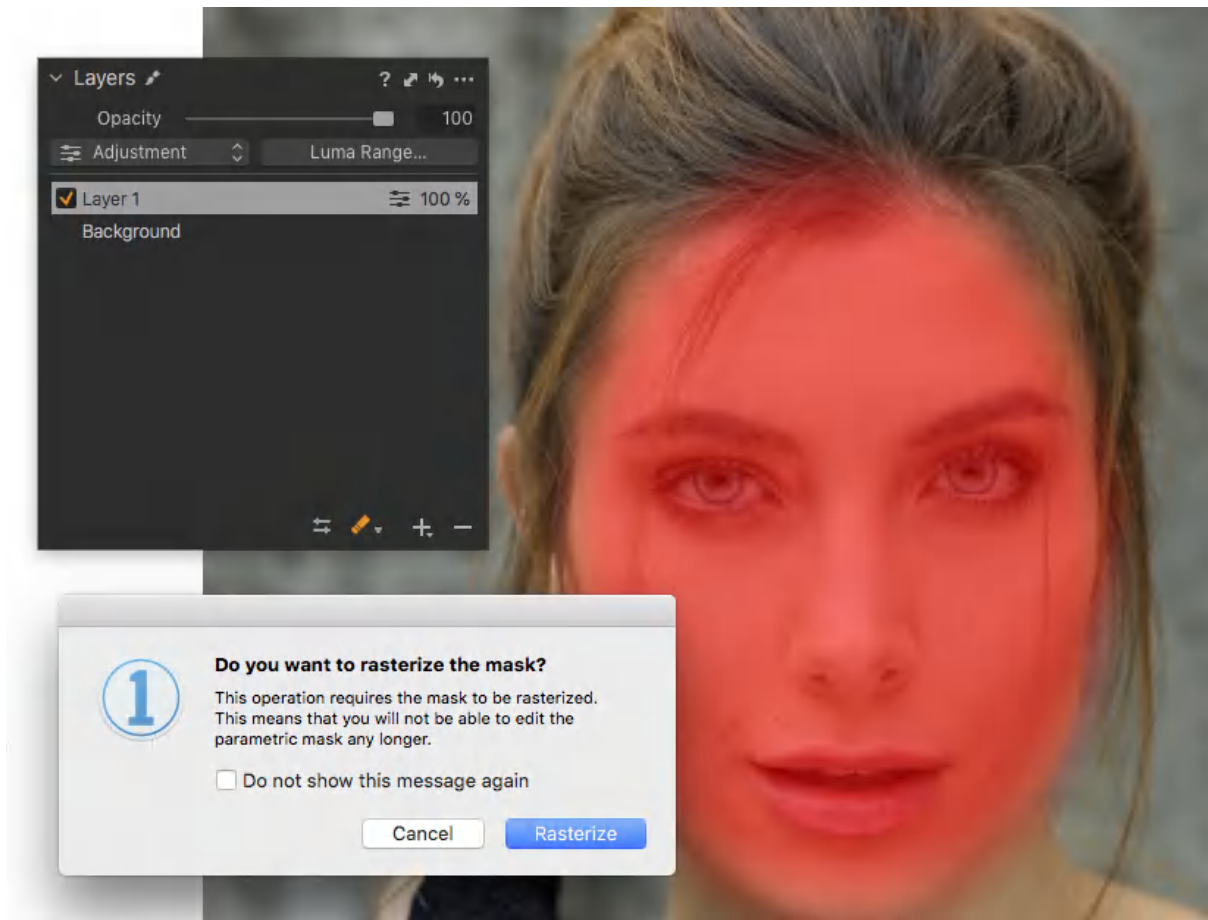 Layers ?
Opacity 100
Adjustment Luma Range...
Layer 1 100 %
Background
1
Do you want to rasterize the mask?
This operation requires the mask to be rasterized.
This means that you will not be able to edit the
parametric mask any longer.
Do not show this message again
Cancel Rasterize